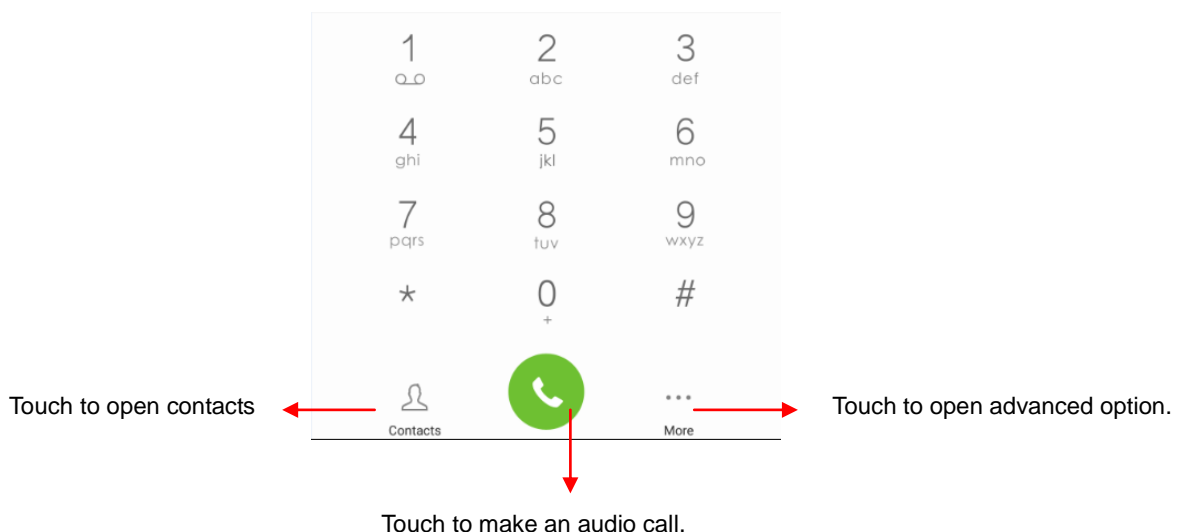 1 2 3
abc def
4 5 6
ghi jkl mno
7 8 9
pqrs tuv wxyz
* 0 #
+
Touch to open contacts ... Touch to open advanced option.
Contacts More
Touch to make an audio call.